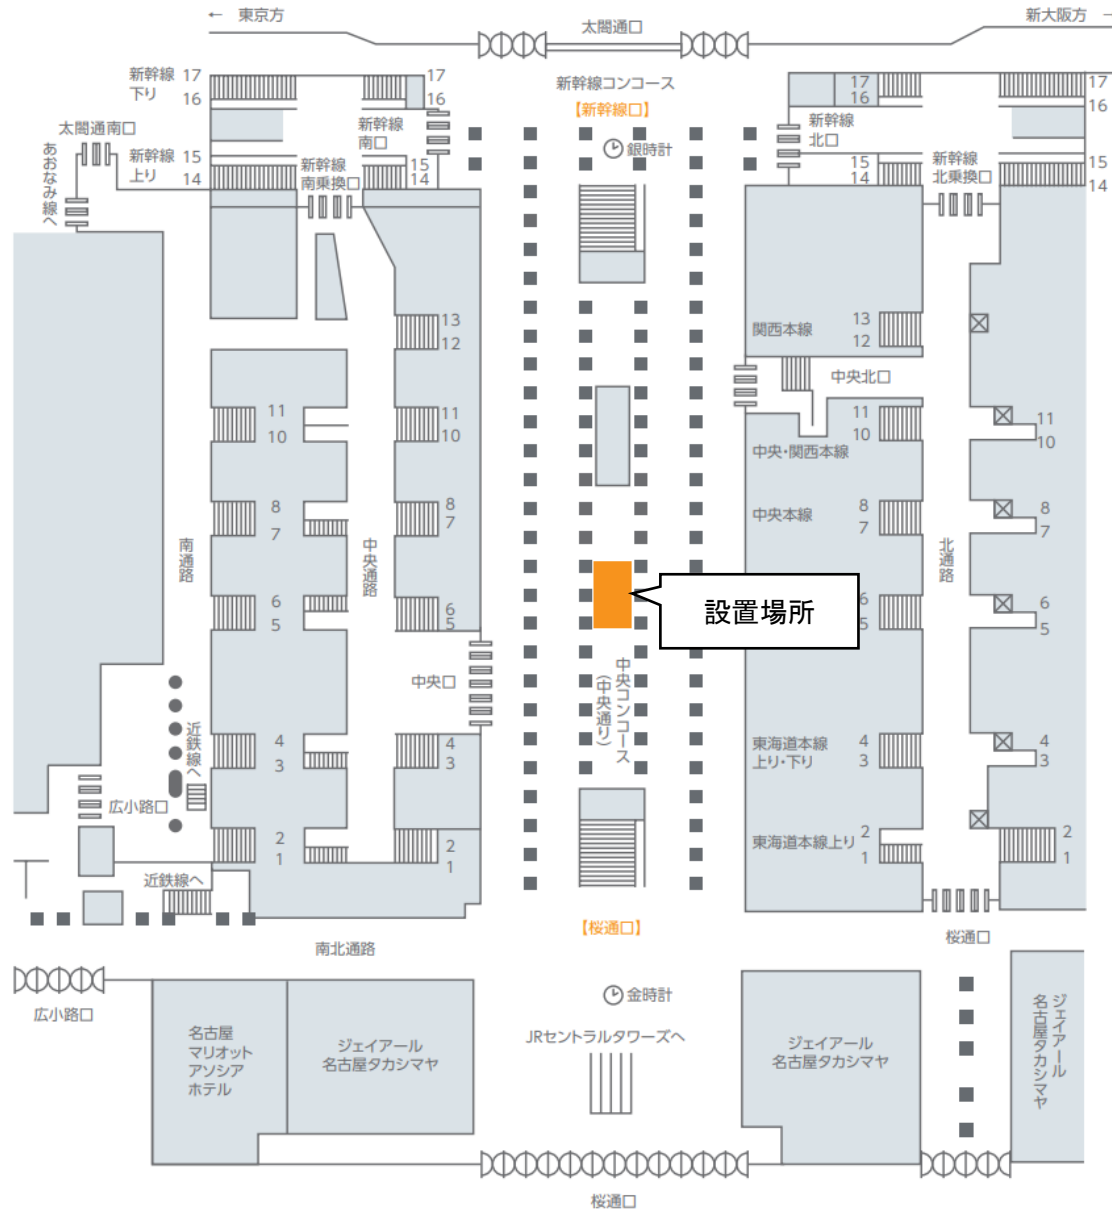 ← 東京方
太閤通口
新大阪方 →
新幹線コンコース
【新幹線口】
新幹線 17
下り 16
17
16
17
16
17
16
太閤通南口
新幹線
南口
銀時計
新幹線
北口
あおなみ線へ
新幹線 15
上り 14
新幹線
南乗換口
15
14
15
14
新幹線
北乗換口
15
14
13
12
関西本線
13
12
中央北口
11
10
11
10
11
10
中央・関西本線
11
10
8
7
8
7
中央本線
8
7
8
7
南通路
中央通路
北通路
6
5
6
5
設置場所
6
5
6
5
中央口
中央コンコース
(中央通り)
近鉄線へ
4
3
4
3
東海道本線
上り・下り
4
3
4
3
広小路口
2
1
2
1
東海道本線上り
2
1
2
1
近鉄線へ
【桜通口】
桜通口
南北通路
広小路口
金時計
名古屋
マリオット
アソシア
ホテル
ジェイアール
名古屋タカシマヤ
JRセントラルタワーズへ
ジェイアール
名古屋タカシマヤ
ジェイアール
名古屋タカシマヤ
桜通口